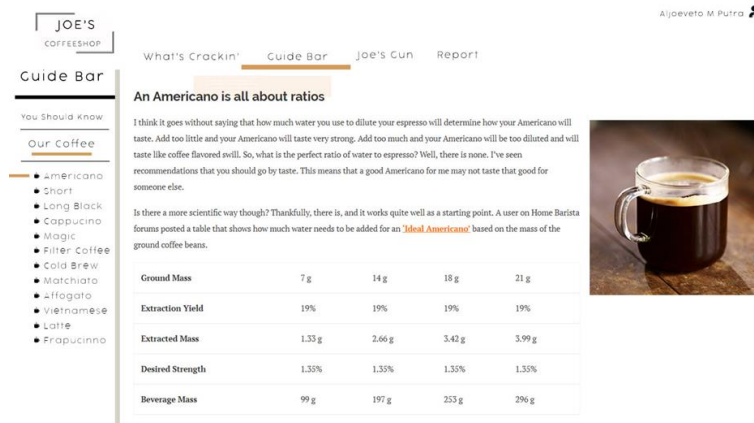 JOE'S
COFFEESHOP
Aljoeveto M Putra
What's Crackin'
Guide Bar
Joe's Gun
Report
Guide Bar
You Should Know
Our Coffee
Americano
Short
Long Black
Cappucino
Magic
Filter Coffee
Cold Brew
Matchiato
Affogato
Vietnamese
Latte
Frapucinno
An Americano is all about ratios
I think it goes without saying that how much water you use to dilute your espresso will determine how your Americano will
taste. Add too little and your Americano will taste very strong. Add too much and your Americano will be too diluted and will
taste like coffee flavored swill. So, what is the perfect ratio of water to espresso? Well, there is none. I've seen
recommendations that you should go by taste. This means that a good Americano for me may not taste that good for
someone else.
Is there a more scientific way though? Thankfully, there is, and it works quite well as a starting point. A user on Home Barista
forums posted a table that shows how much water needs to be added for an 'Ideal Americano' based on the mass of the
ground coffee beans.
Ground Mass 7 g 14 g 18 g 21 g
Extraction Yield 19% 19% 19% 19%
Extracted Mass 1.33 g 2.66 g 3.42 g 3.99 g
Desired Strength 1.35% 1.35% 1.35% 1.35%
Beverage Mass 99 g 197 g 253 g 296 g